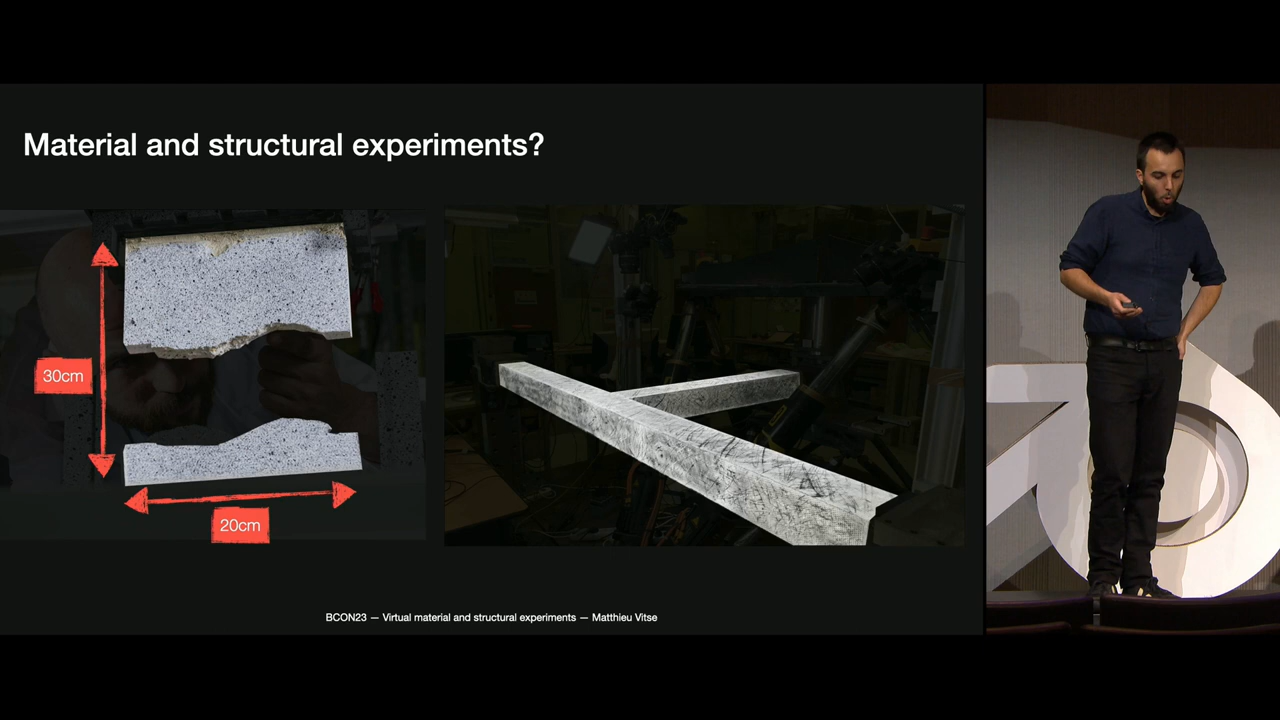 Material and structural experiments?
30cm
20cm
BCON23 — Virtual material and structural experiments — Matthieu Vitse